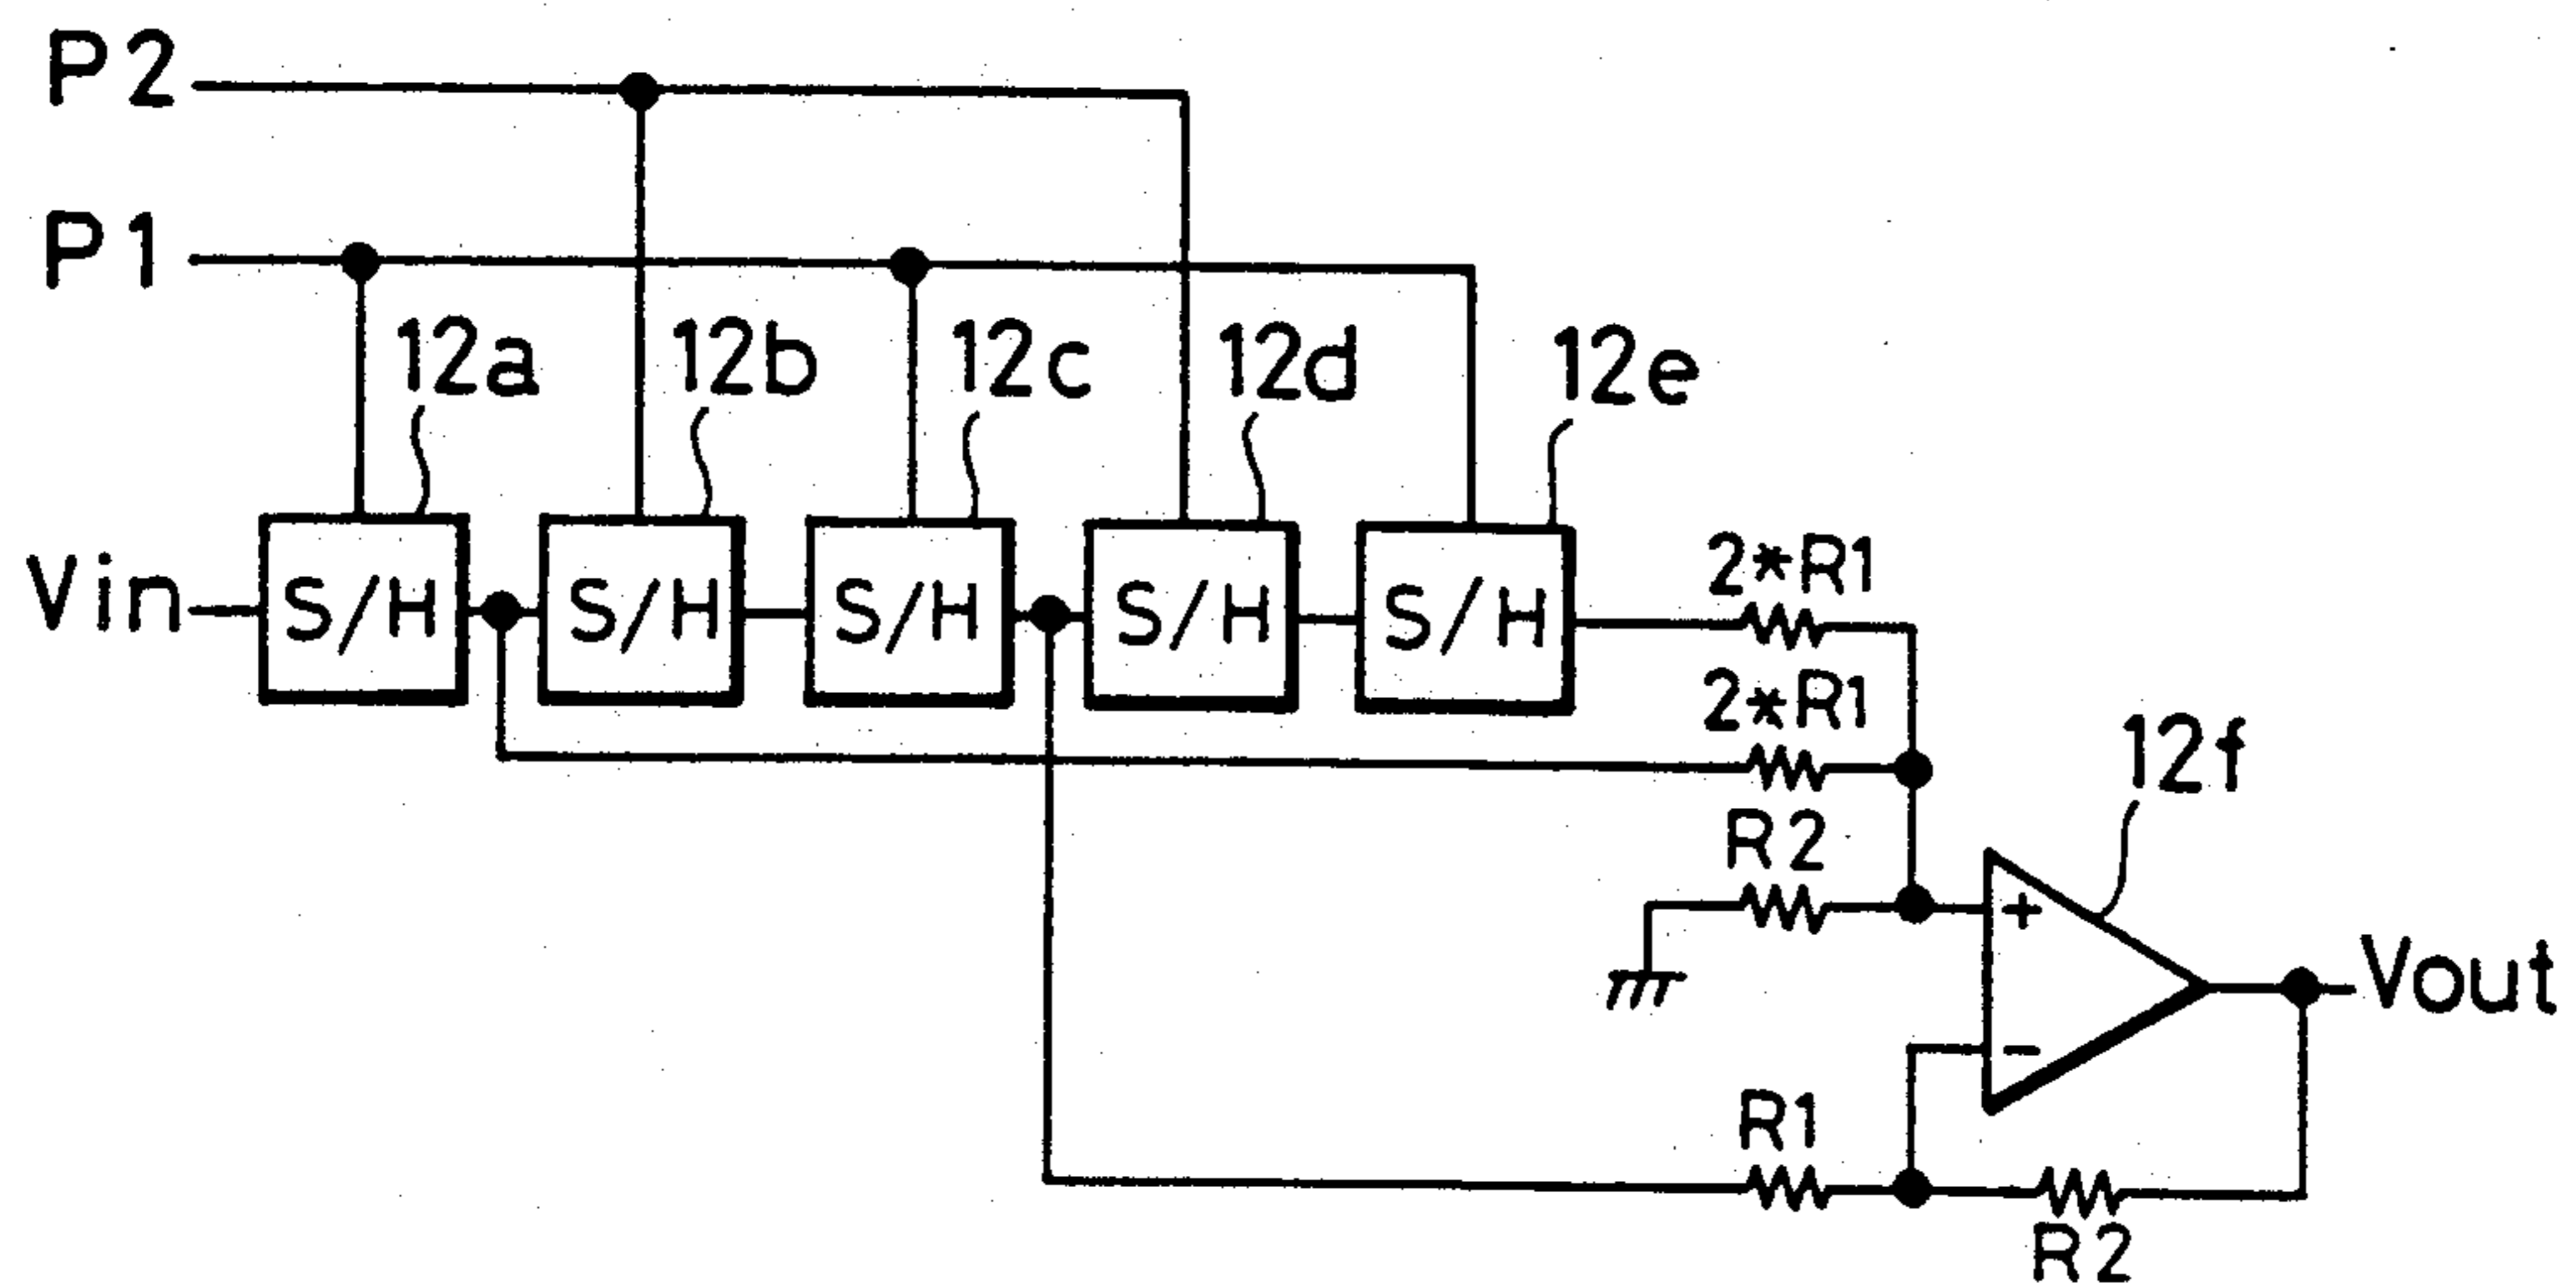 P2
P1
12a 12b 12c 12d 12e
Vin S/H S/H S/H S/H S/H
2*R1
2*R1
12f
R2
+
Vout
-
R1
R2